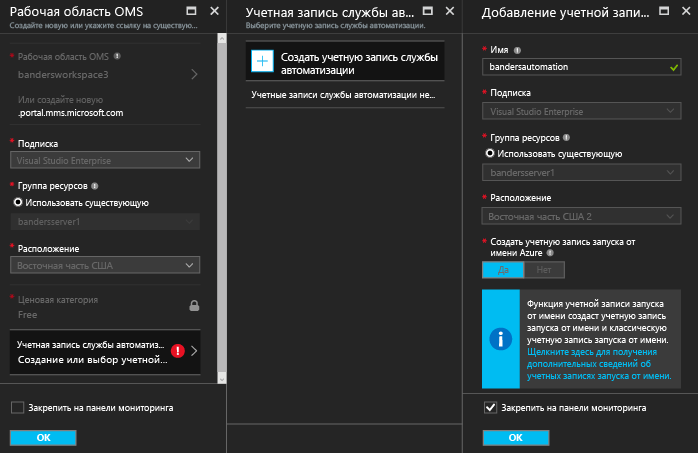 Рабочая область OMS
Создайте новую или укажите ссылку на существую...
* Рабочая область OMS
bandersworkspace3
Или создайте новую
.portal.mms.microsoft.com
* Подписка
Visual Studio Enterprise
* Группа ресурсов
Использовать существующую
bandersserver1
* Расположение
Восточная часть США
* Ценовая категория
Free
Учетная запись службы автоматиз...
Создание или выбор учетной...
Закрепить на панели мониторинга
OK
Учетная запись службы ав...
Выберите учетную запись службы автоматизации.
Создать учетную запись службы
автоматизации
Учетные записи службы автоматизации не...
Добавление учетной запи...
* Имя
bandersautomation
* Подписка
Visual Studio Enterprise
* Группа ресурсов
Использовать существующую
bandersserver1
* Расположение
Восточная часть США 2
* Создать учетную запись запуска от
имени Azure
Да
Нет
Функция учетной записи запуска
от имени создаст учетную запись
запуска от имени и классическую
учетную запись запуска от имени.
Щелкните здесь для получения
дополнительных сведений об
учетных записях запуска от имени.
Закрепить на панели мониторинга
OK